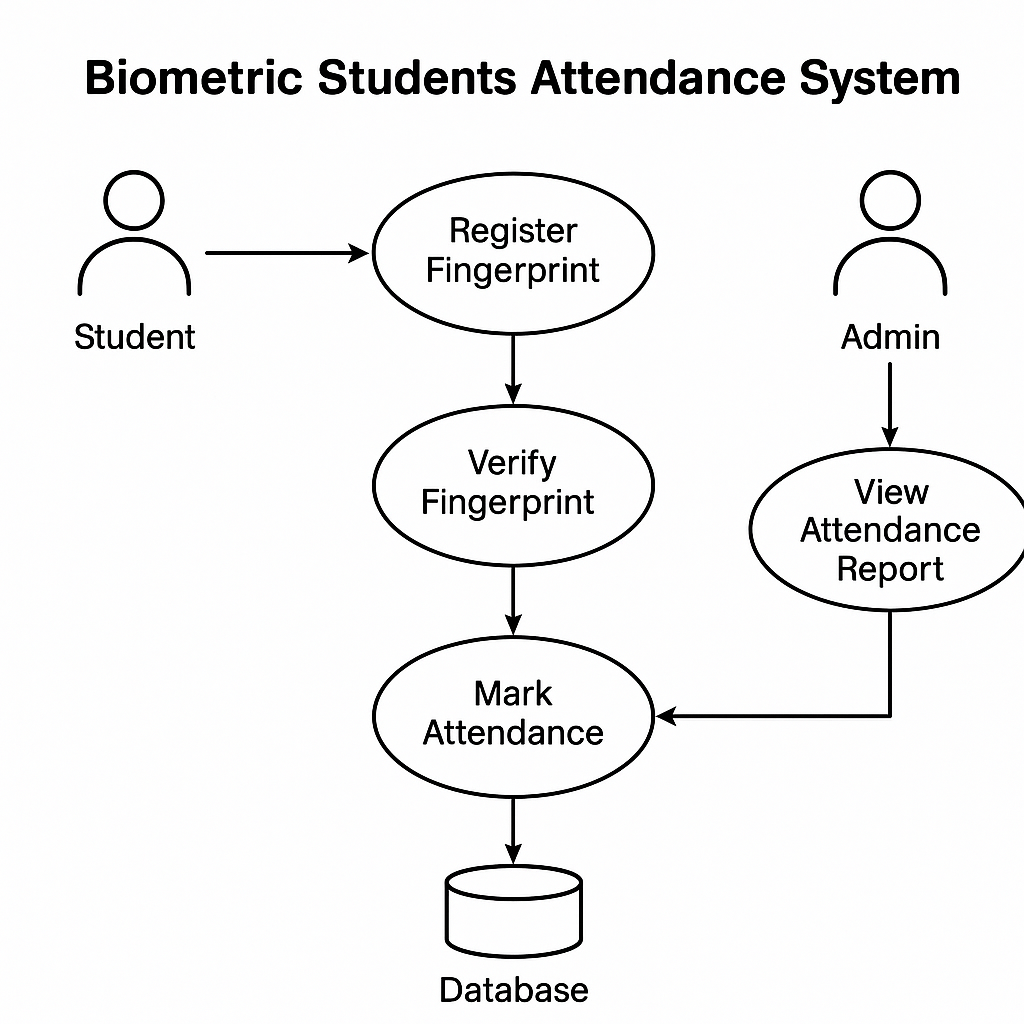 Biometric Students Attendance System
Student
Register
Fingerprint
Admin
Verify
Fingerprint
View
Attendance
Report
Mark
Attendance
Database